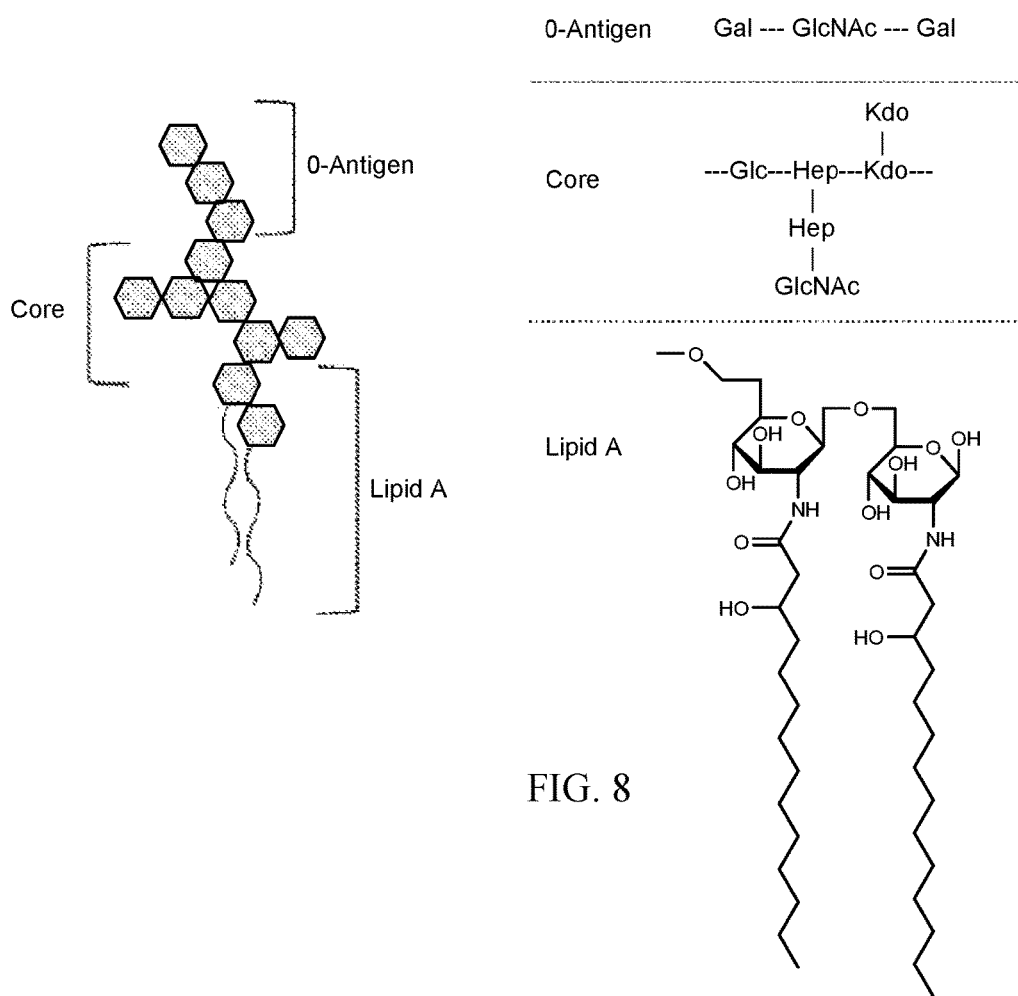 0-Antigen
Core
Lipid A
0-Antigen Gal --- GlcNAc --- Gal
Core
Kdo
---Glc---Hep---Kdo---
Hep
GlcNAc
Lipid A
O
O
O
O
OH
OH
OH
OH
OH
OH
NH
NH
O
O
HO
HO
FIG. 8